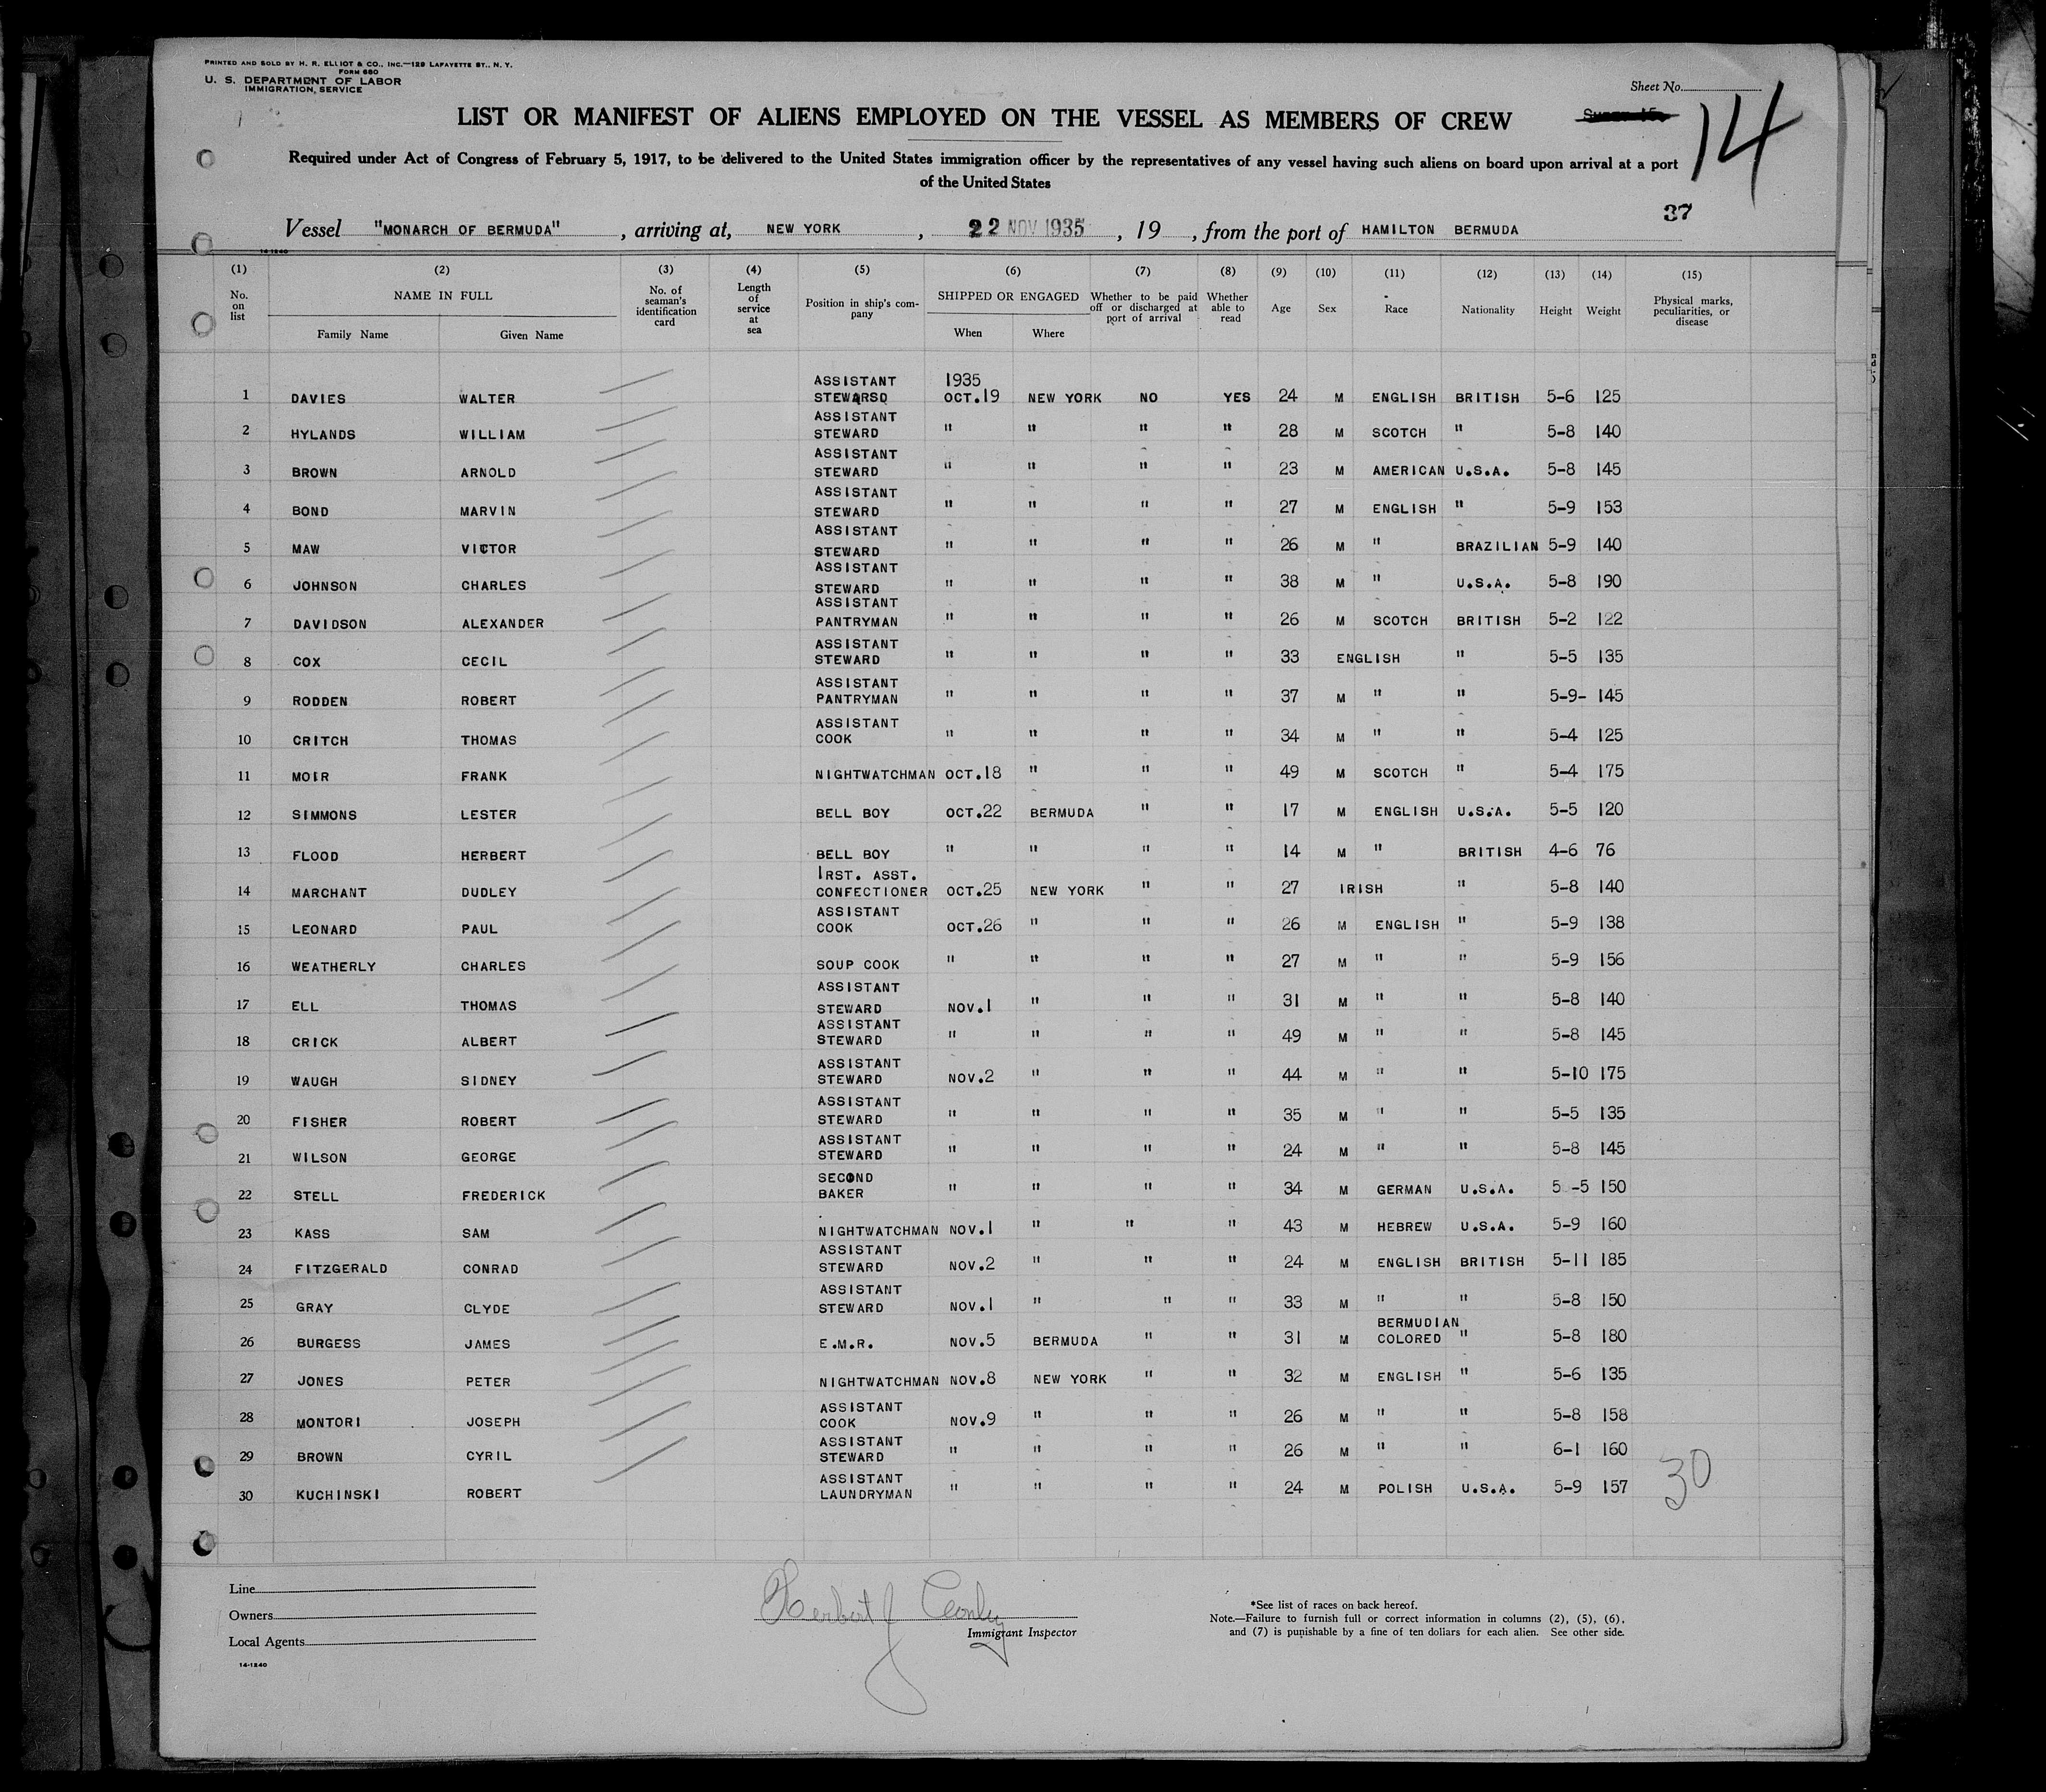 PRINTED AND SOLD BY H. R. ELLIOT & CO., INC.—129 LAFAYETTE ST., N. Y.
FORM 680
U. S. DEPARTMENT OF LABOR
IMMIGRATION SERVICE
Sheet No.
14
LIST OR MANIFEST OF ALIENS EMPLOYED ON THE VESSEL AS MEMBERS OF CREW
Required under Act of Congress of February 5, 1917, to be delivered to the United States immigration officer by the representatives of any vessel having such aliens on board upon arrival at a port
of the United States
37
Vessel "MONARCH OF BERMUDA" , arriving at, NEW YORK , 22 NOV 1935 , 19 , from the port of HAMILTON BERMUDA
14-1240
(1) (2) (3) (4) (5) (6) (7) (8) (9) (10) (11) (12) (13) (14) (15)
No. on list NAME IN FULL Family Name Given Name No. of seaman's identification card Length of service at sea Position in ship's company SHIPPED OR ENGAGED When Where Whether to be paid off or discharged at port of arrival Whether able to read Age Sex Race Nationality Height Weight Physical marks, peculiarities, or disease
1 DAVIES WALTER ASSISTANT STEWARSD 1935 OCT.19 NEW YORK NO YES 24 M ENGLISH BRITISH 5-6 125
2 HYLANDS WILLIAM ASSISTANT STEWARD " " " " 28 M SCOTCH " 5-8 140
3 BROWN ARNOLD ASSISTANT STEWARD " " " " 23 M AMERICAN U.S.A. 5-8 145
4 BOND MARVIN ASSISTANT STEWARD " " " " 27 M ENGLISH " 5-9 153
5 MAW VICTOR ASSISTANT STEWARD " " " " 26 M " BRAZILIAN 5-9 140
6 JOHNSON CHARLES ASSISTANT STEWARD " " " " 38 M " U.S.A. 5-8 190
7 DAVIDSON ALEXANDER ASSISTANT PANTRYMAN " " " " 26 M SCOTCH BRITISH 5-2 122
8 COX CECIL ASSISTANT STEWARD " " " " 33 ENGLISH " 5-5 135
9 RODDEN ROBERT ASSISTANT PANTRYMAN " " " " 37 M " " 5-9- 145
10 CRITCH THOMAS ASSISTANT COOK " " " " 34 M " " 5-4 125
11 MOIR FRANK NIGHTWATCHMAN OCT.18 " " " 49 M SCOTCH " 5-4 175
12 SIMMONS LESTER BELL BOY OCT.22 BERMUDA " " 17 M ENGLISH U.S.A. 5-5 120
13 FLOOD HERBERT BELL BOY " " " " 14 M " BRITISH 4-6 76
14 MARCHANT DUDLEY 1RST. ASST. CONFECTIONER OCT.25 NEW YORK " " 27 IRISH " 5-8 140
15 LEONARD PAUL ASSISTANT COOK OCT.26 " " " 26 M ENGLISH " 5-9 138
16 WEATHERLY CHARLES SOUP COOK " " " " 27 M " " 5-9 156
17 ELL THOMAS ASSISTANT STEWARD NOV.1 " " " 31 M " " 5-8 140
18 CRICK ALBERT ASSISTANT STEWARD " " " " 49 M " " 5-8 145
19 WAUGH SIDNEY ASSISTANT STEWARD NOV.2 " " " 44 M " " 5-10 175
20 FISHER ROBERT ASSISTANT STEWARD " " " " 35 M " " 5-5 135
21 WILSON GEORGE ASSISTANT STEWARD " " " " 24 M " " 5-8 145
22 STELL FREDERICK SECOND BAKER " " " " 34 M GERMAN U.S.A. 5 -5 150
23 KASS SAM NIGHTWATCHMAN NOV.1 " " " 43 M HEBREW U.S.A. 5-9 160
24 FITZGERALD CONRAD ASSISTANT STEWARD NOV.2 " " " 24 M ENGLISH BRITISH 5-11 185
25 GRAY CLYDE ASSISTANT STEWARD NOV.1 " " " 33 M " " 5-8 150
26 BURGESS JAMES E.M.R. NOV.5 BERMUDA " " 31 M BERMUDIAN COLORED " 5-8 180
27 JONES PETER NIGHTWATCHMAN NOV.8 NEW YORK " " 32 M ENGLISH " 5-6 135
28 MONTORI JOSEPH ASSISTANT COOK NOV.9 " " " 26 M " " 5-8 158
29 BROWN CYRIL ASSISTANT STEWARD " " " " 26 M " " 6-1 160
30 KUCHINSKI ROBERT ASSISTANT LAUNDRYMAN " " " " 24 M POLISH U.S.A. 5-9 157
30
Line
Owners
Local Agents
14-1240
Herbert J
Immigrant Inspector
*See list of races on back hereof.
Note.—Failure to furnish full or correct information in columns (2), (5), (6),
and (7) is punishable by a fine of ten dollars for each alien. See other side.